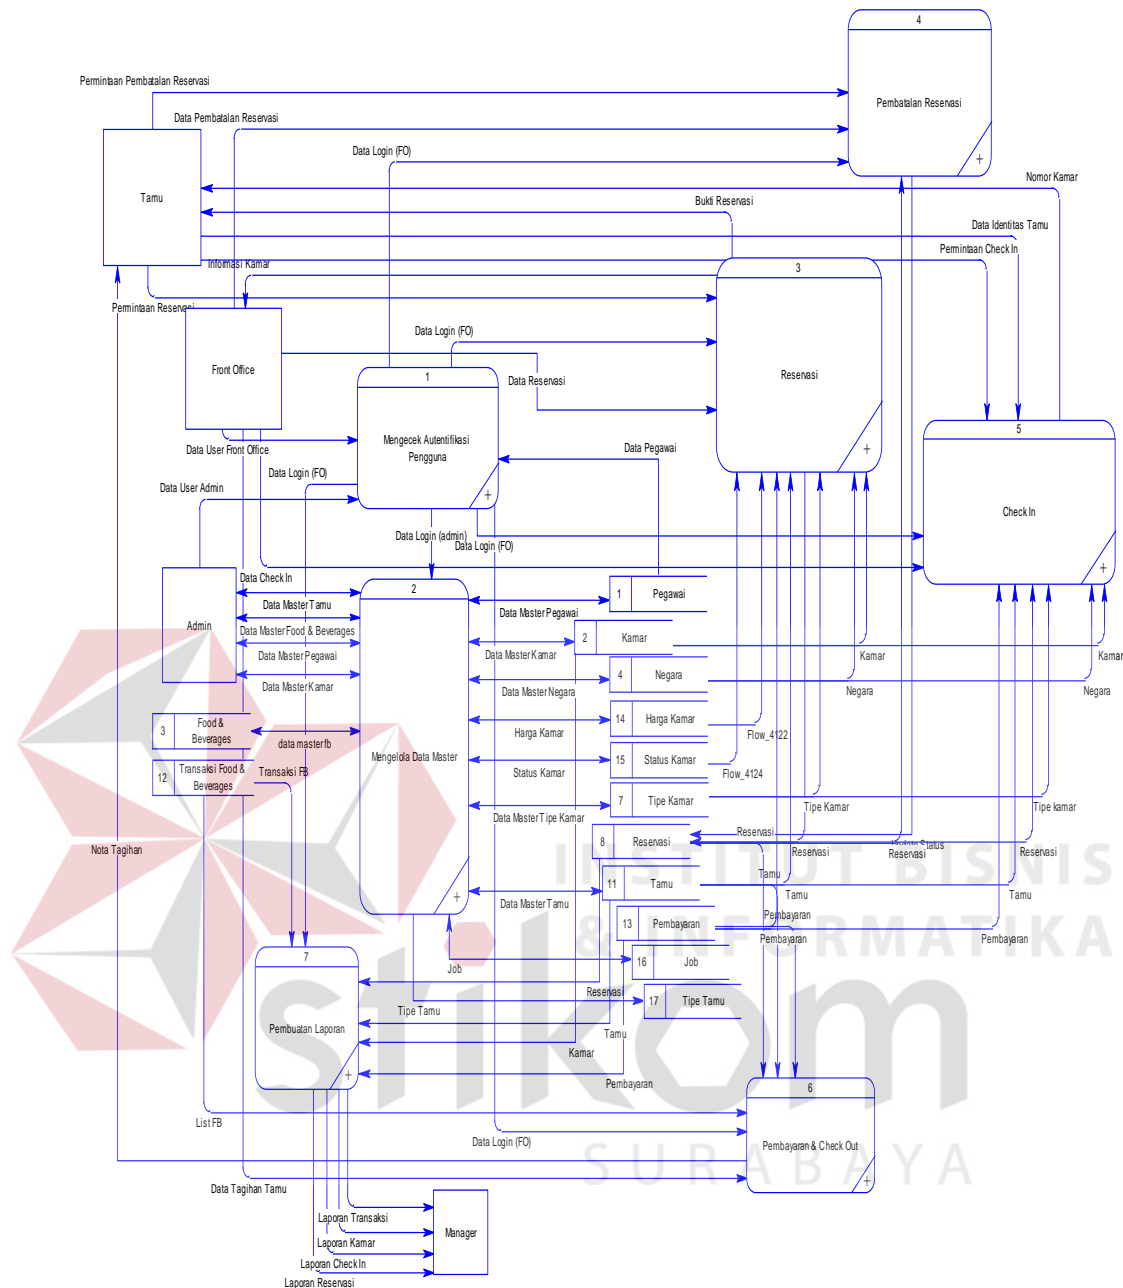 4
Permintaan Pembatalan Reservasi
Pembatalan Reservasi
Data Pembatalan Reservasi
Data Login (FO)
+
Nomor Kamar
Tamu
Bukti Reservasi
Data Identitas Tamu
Permintaan Check In
Informasi Kamar
3
Permintaan Reservasi
Data Login (FO)
Front Office
1
Data Reservasi
Reservasi
5
Mengecek Autentifikasi
Pengguna
Data User Front Office
Data Pegawai
+
Data Login (FO)
Data User Admin
+
Check In
Data Login (admin)
Data Login (FO)
+
Data Check In
2
1
Pegawai
Data Master Tamu
Data Master Pegawai
Admin
Data Master Food & Beverages
2
Kamar
Data Master Pegawai
Data Master Kamar
Kamar
Kamar
4
Negara
Data Master Kamar
Data Master Negara
Negara
Negara
3
Food &
Beverages
14
Harga Kamar
Flow_4122
Harga Kamar
data master fb
Mengelola Data Master
15
Status Kamar
12
Transaksi Food &
Beverages
Transaksi FB
Status Kamar
Flow_4124
7
Tipe Kamar
Data Master Tipe Kamar
Tipe Kamar
Tipe kamar
8
Reservasi
Reservasi
Nota Tagihan
Reservasi
Status
Reservasi
Reservasi
INSTITUT BISNIS
Tamu
11
Tamu
+
Data Master Tamu
Tamu
Tamu
13
Pembayaran
Pembayaran
& INFORMATIKA
Pembayaran
Pembayaran
7
Job
16
Job
Reservasi
17
Tipe Tamu
Tipe Tamu
stikom
Pembuatan Laporan
Tamu
Kamar
+
Pembayaran
6
List FB
Data Login (FO)
Pembayaran & Check Out
SURABAYA
+
Data Tagihan Tamu
Laporan Transaksi
Manager
Laporan Kamar
Laporan Check In
Laporan Reservasi